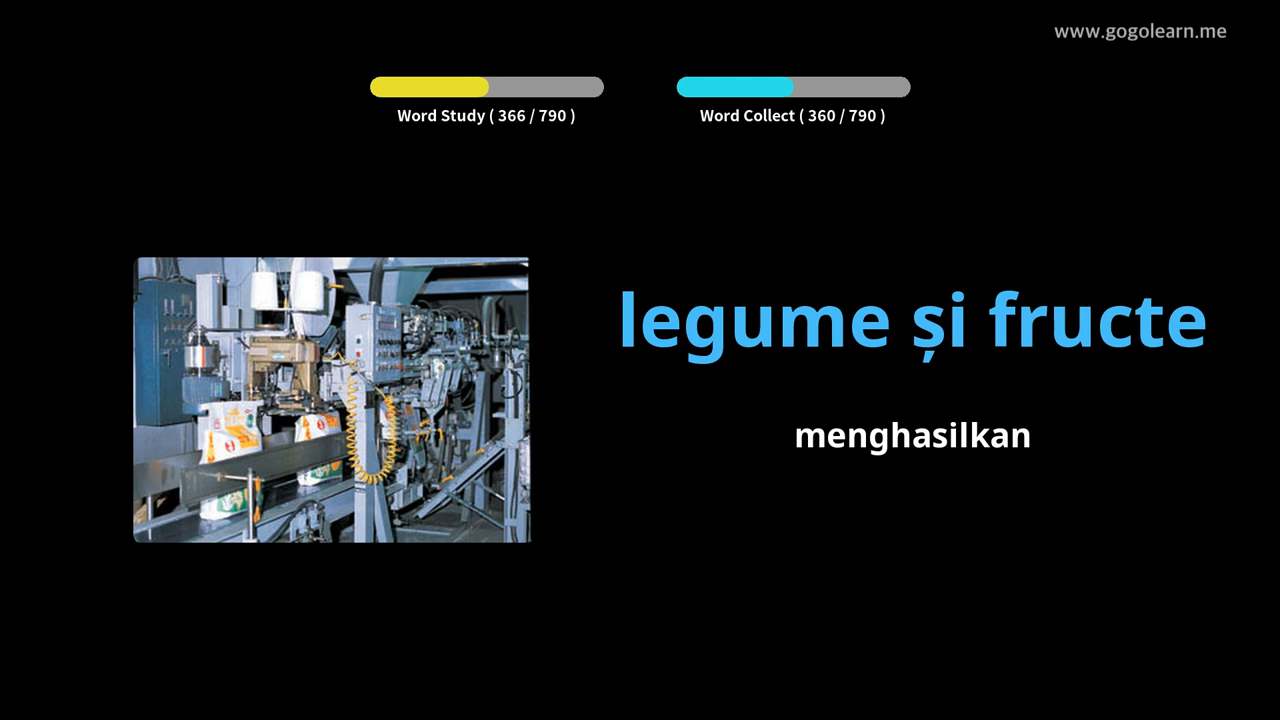 www.gogolearn.me
Word Study ( 366 / 790 )
Word Collect ( 360 / 790 )
legume și fructe
menghasilkan